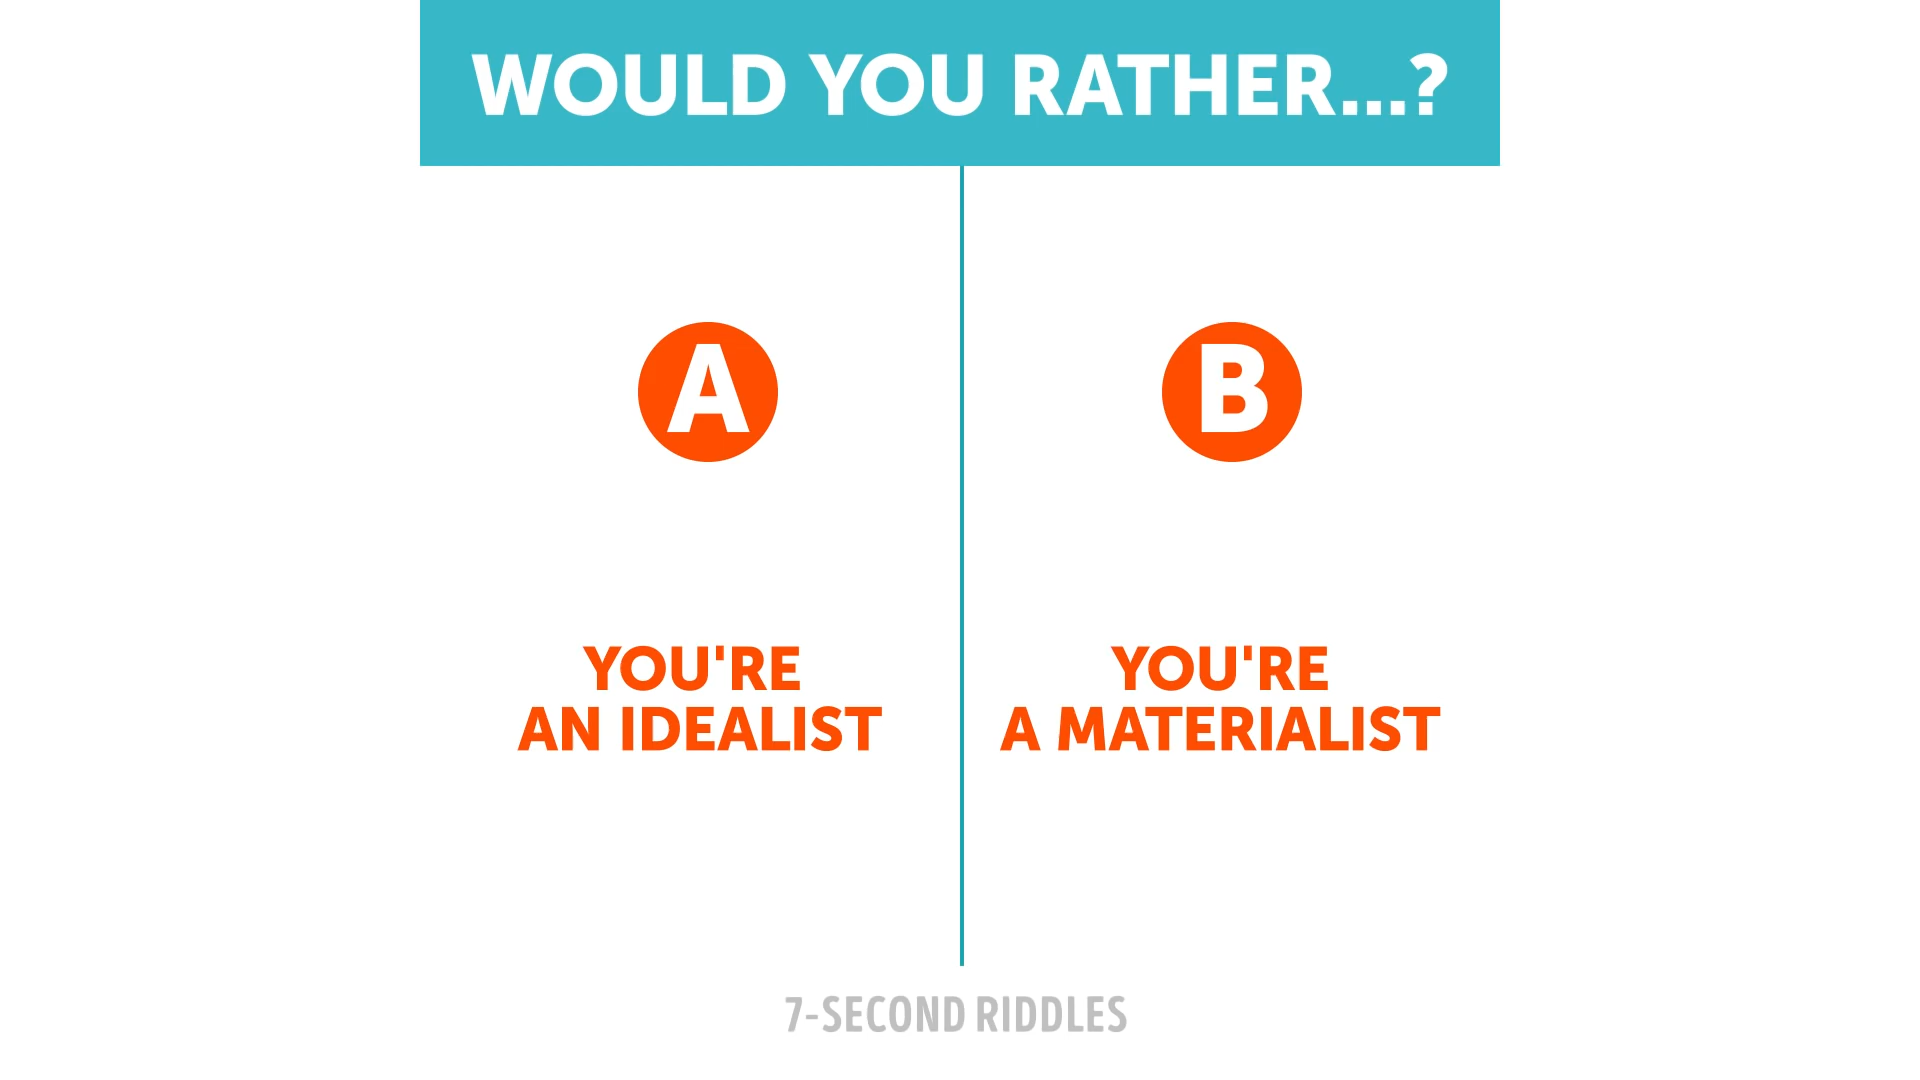 WOULD YOU RATHER...?
A
B
YOU'RE
AN IDEALIST
YOU'RE
A MATERIALIST
7-SECOND RIDDLES